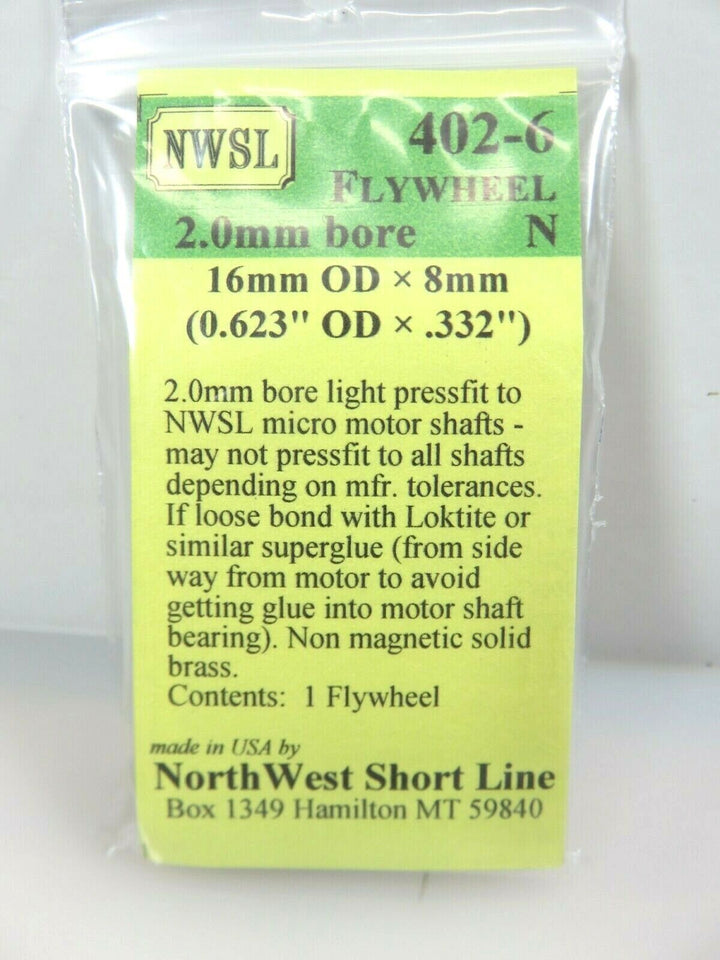 NWSL
402-6
FLYWHEEL
2.0mm bore N
16mm OD × 8mm
(0.623" OD × .332")
2.0mm bore light pressfit to
NWSL micro motor shafts -
may not pressfit to all shafts
depending on mfr. tolerances.
If loose bond with Loktite or
similar superglue (from side
way from motor to avoid
getting glue into motor shaft
bearing). Non magnetic solid
brass.
Contents: 1 Flywheel
made in USA by
NorthWest Short Line
Box 1349 Hamilton MT 59840